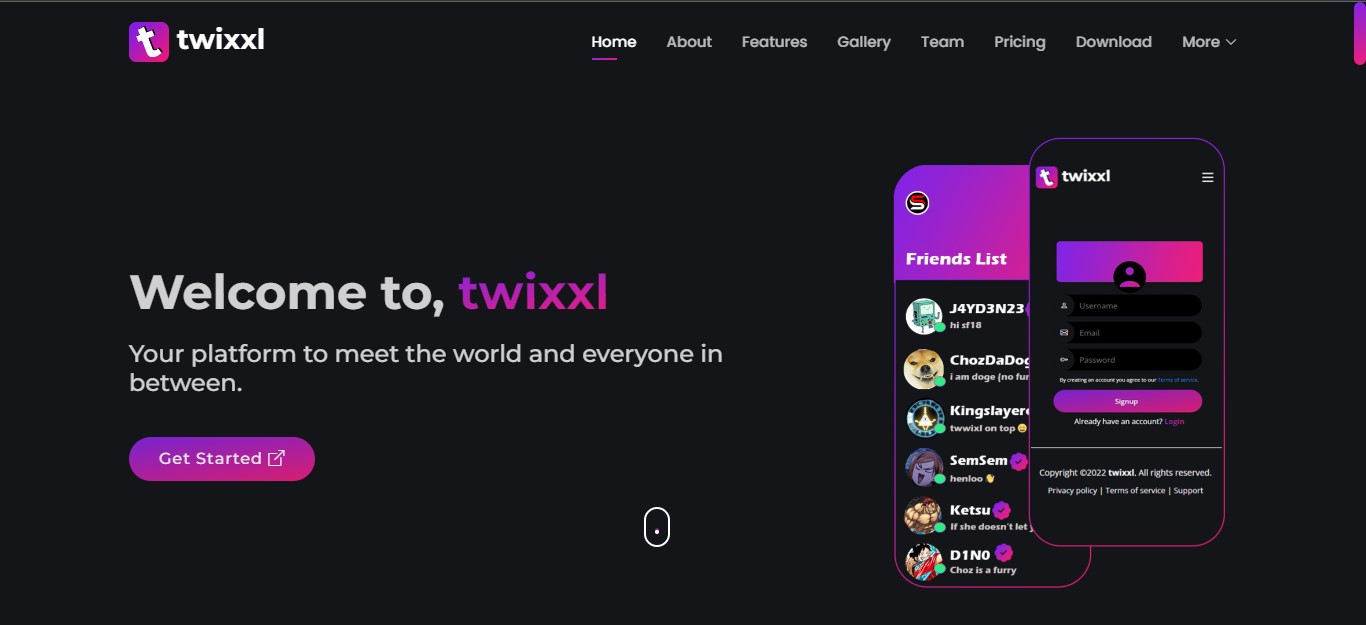 twixxl
Home About Features Gallery Team Pricing Download More
Welcome to, twixxl
Your platform to meet the world and everyone in
between.
Get Started
Friends List
J4YD3N23
hi sf18
ChozDaDog
i am doge (no fur
Kingslayer
twwixl on top
SemSem
henloo
Ketsu
If she doesn't let
D1N0
Choz is a furry
twixxl
Username
Email
Password
By creating an account you agree to our Terms of service.
Signup
Already have an account? Login
Copyright ©2022 twixxl. All rights reserved.
Privacy policy | Terms of service | Support